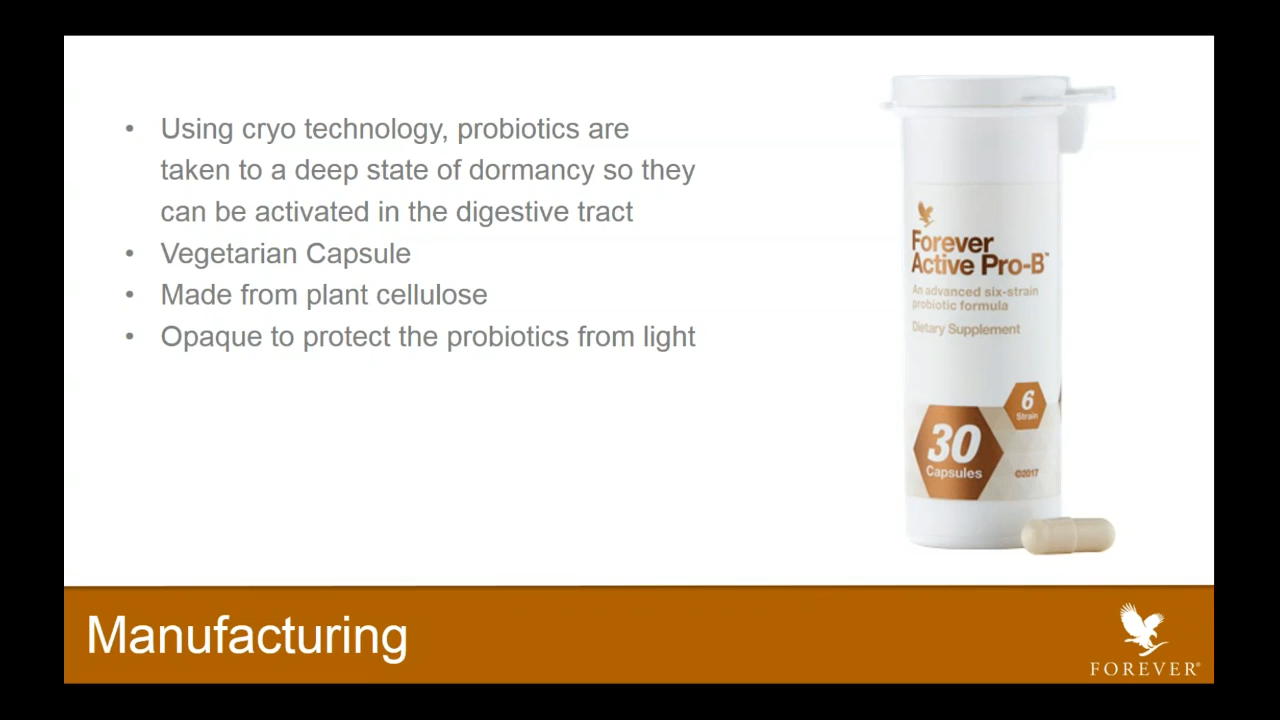 • Using cryo technology, probiotics are
taken to a deep state of dormancy so they
can be activated in the digestive tract
• Vegetarian Capsule
• Made from plant cellulose
• Opaque to protect the probiotics from light
Forever
Active Pro-B™
An advanced six-strain
probiotic formula
Dietary Supplement
6
Strain
30
Capsules
©2017
Manufacturing
FOREVER®